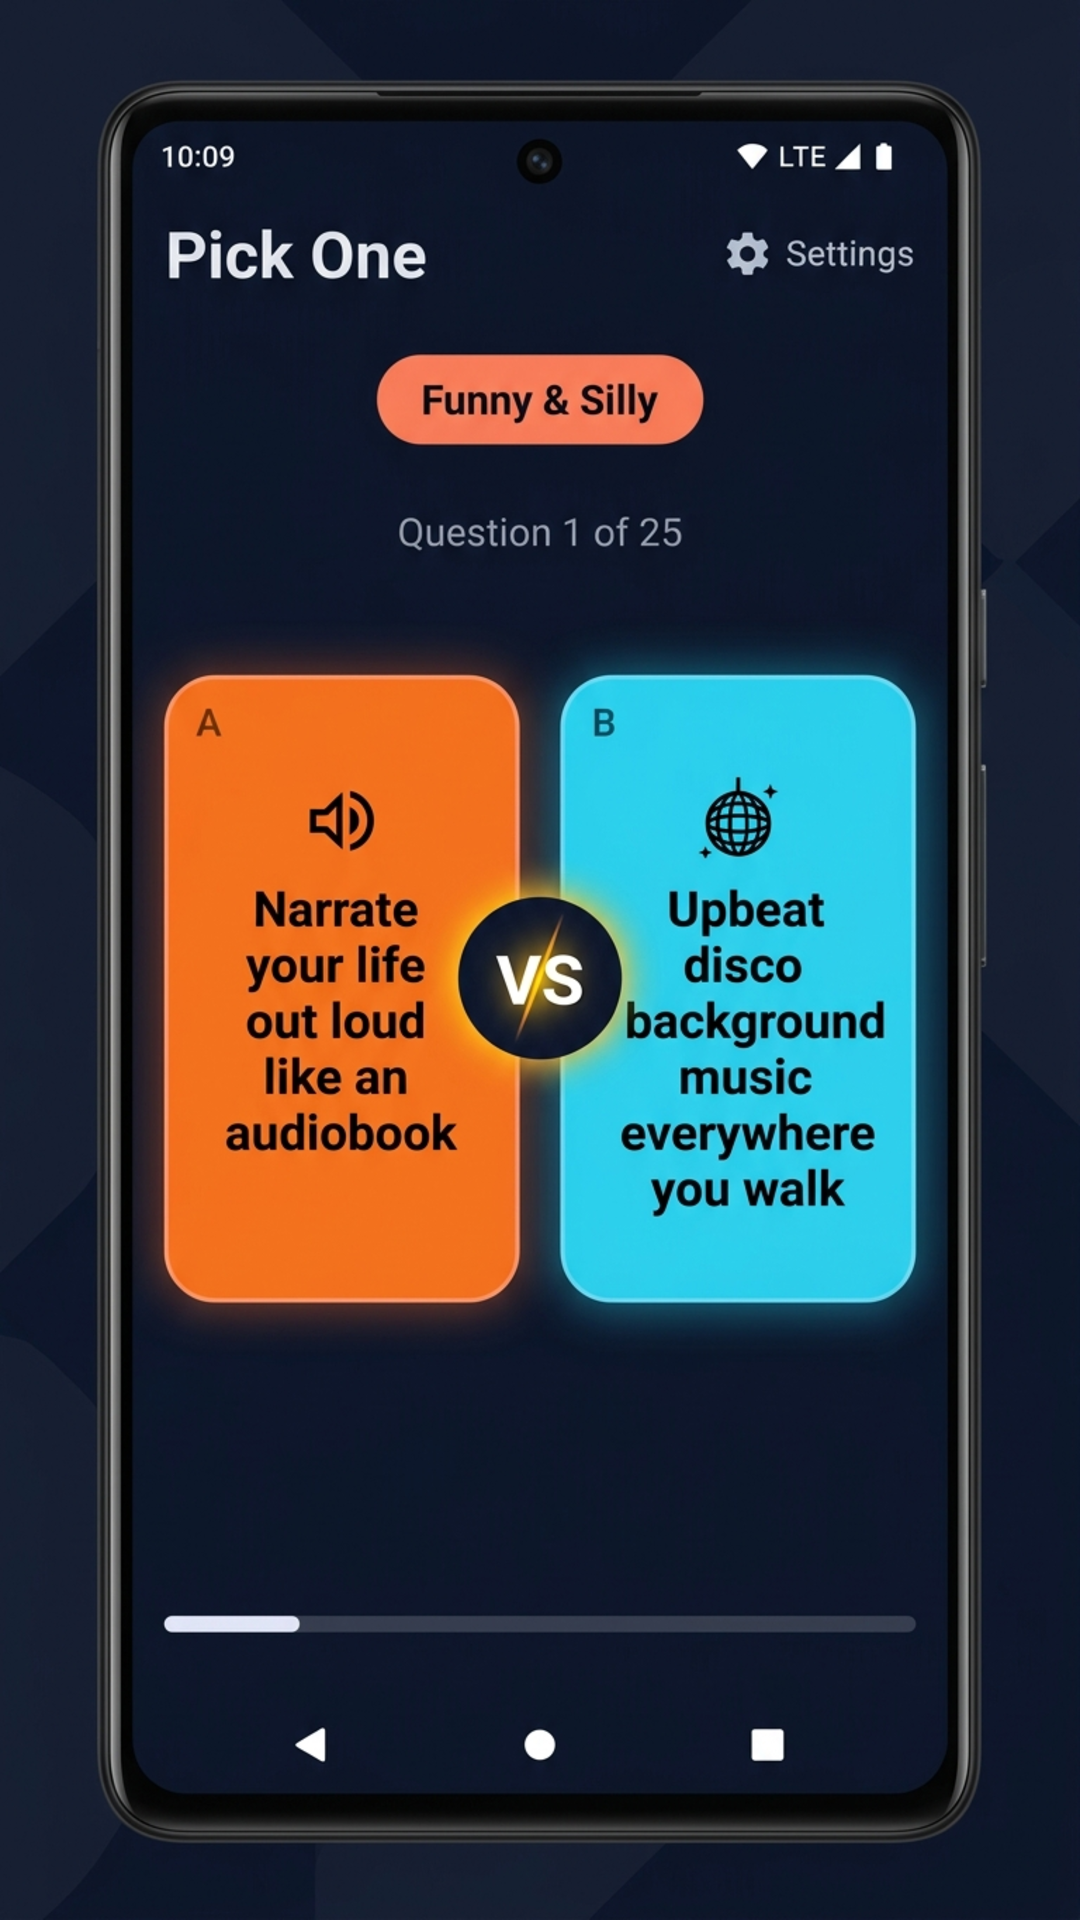 10:09
LTE
Pick One
Settings
Funny & Silly
Question 1 of 25
A
Narrate
your life
out loud
like an
audiobook
VS
B
Upbeat
disco
background
music
everywhere
you walk